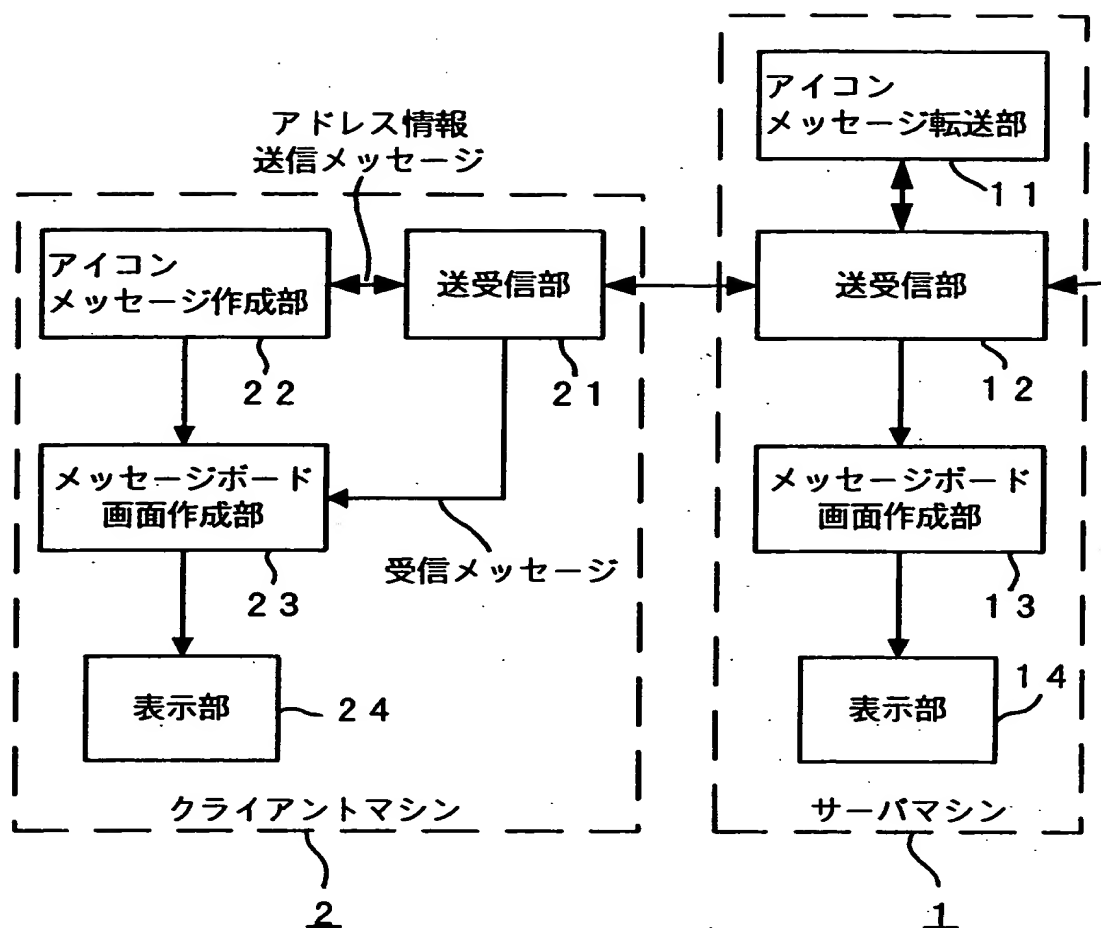 アドレス情報
送信メッセージ
アイコン
メッセージ作成部
22
送受信部
21
メッセージボード
画面作成部
23
受信メッセージ
表示部
24
クライアントマシン
2
アイコン
メッセージ転送部
11
送受信部
12
メッセージボード
画面作成部
13
表示部
14
サーバマシン
1